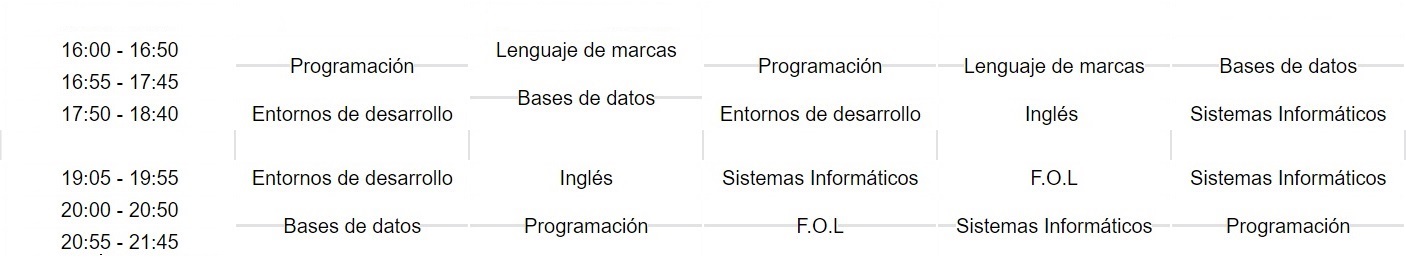 16:00 - 16:50 Lenguaje de marcas
Programación Programación Lenguaje de marcas Bases de datos
16:55 - 17:45
Bases de datos
17:50 - 18:40 Entornos de desarrollo Entornos de desarrollo Inglés Sistemas Informáticos
19:05 - 19:55 Entornos de desarrollo Inglés Sistemas Informáticos F.O.L Sistemas Informáticos
20:00 - 20:50
Bases de datos Programación F.O.L Sistemas Informáticos Programación
20:55 - 21:45